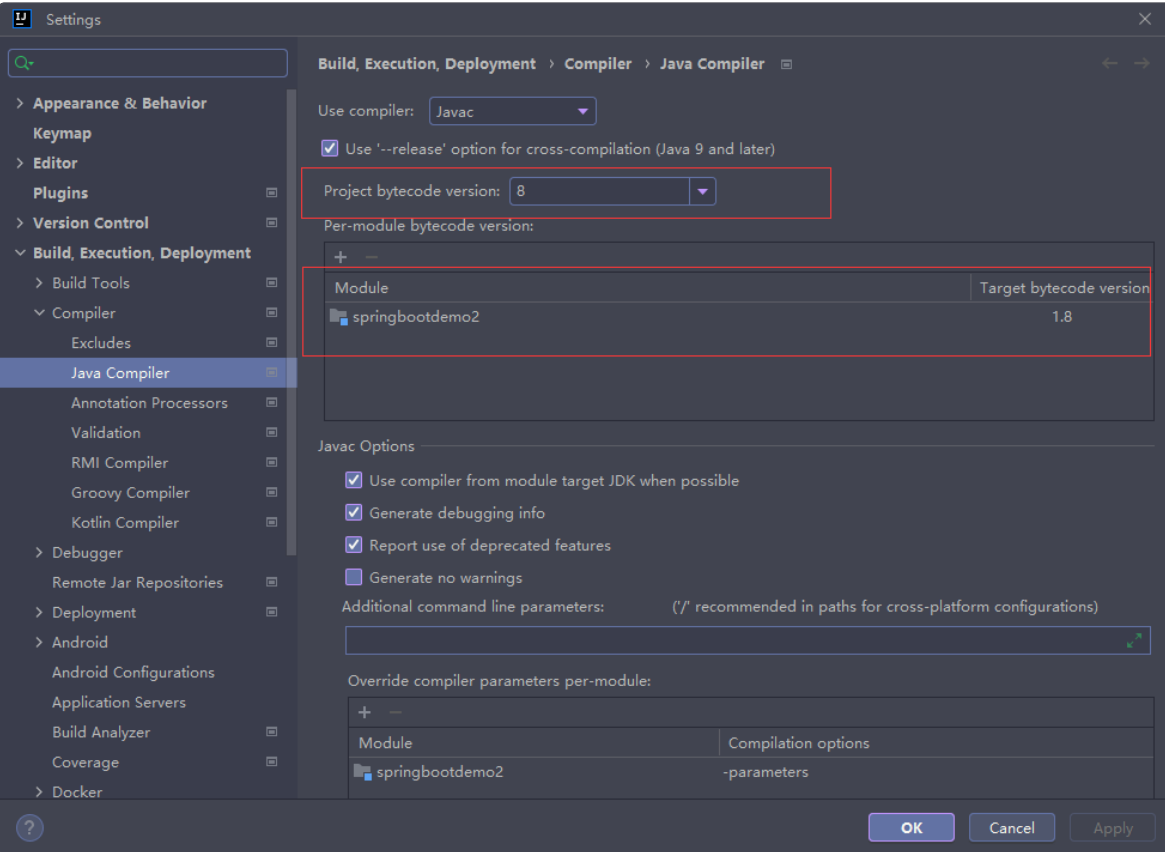 Settings
Appearance & Behavior
Keymap
Editor
Plugins
Version Control
Build, Execution, Deployment
Build Tools
Compiler
Excludes
Java Compiler
Annotation Processors
Validation
RMI Compiler
Groovy Compiler
Kotlin Compiler
Debugger
Remote Jar Repositories
Deployment
Android
Android Configurations
Application Servers
Build Analyzer
Coverage
Docker
Build, Execution, Deployment › Compiler › Java Compiler
Use compiler: Javac
Use '--release' option for cross-compilation (Java 9 and later)
Project bytecode version: 8
Per-module bytecode version:
Module Target bytecode version
springbootdemo2 1.8
Javac Options
Use compiler from module target JDK when possible
Generate debugging info
Report use of deprecated features
Generate no warnings
Additional command line parameters: ('/' recommended in paths for cross-platform configurations)
Override compiler parameters per-module:
Module Compilation options
springbootdemo2 -parameters
? OK Cancel Apply